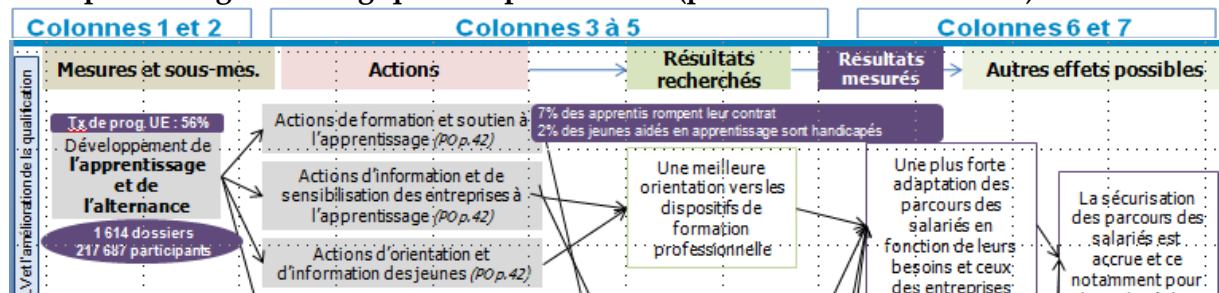 Colonnes 1 et 2
Colonnes 3 à 5
Colonnes 6 et 7
Mesures et sous-mes.
Actions
Résultats
recherchés
Résultats
mesurés
Autres effets possibles
et l'amélioration de la qualification
Tx de prog. UE : 56%
Développement de
l'apprentissage
et de
l'alternance
1 614 dossiers
217 687 participants
Actions de formation et soutien à
l'apprentissage (PO p.42)
Actions d'information et de
sensibilisation des entreprises à
l'apprentissage (PO p.42)
Actions d'orientation et
d'information des jeunes (PO p.42)
7% des apprentis rompent leur contrat
2% des jeunes aidés en apprentissage sont handicapés
Une meilleure
orientation vers les
dispositifs de
formation
professionnelle
Une plus forte
adaptation des
parcours des
salariés en
fonction de leurs
besoins et ceux
des entreprises
La sécurisation
des parcours des
salariés est
accrue et ce
notamment pour